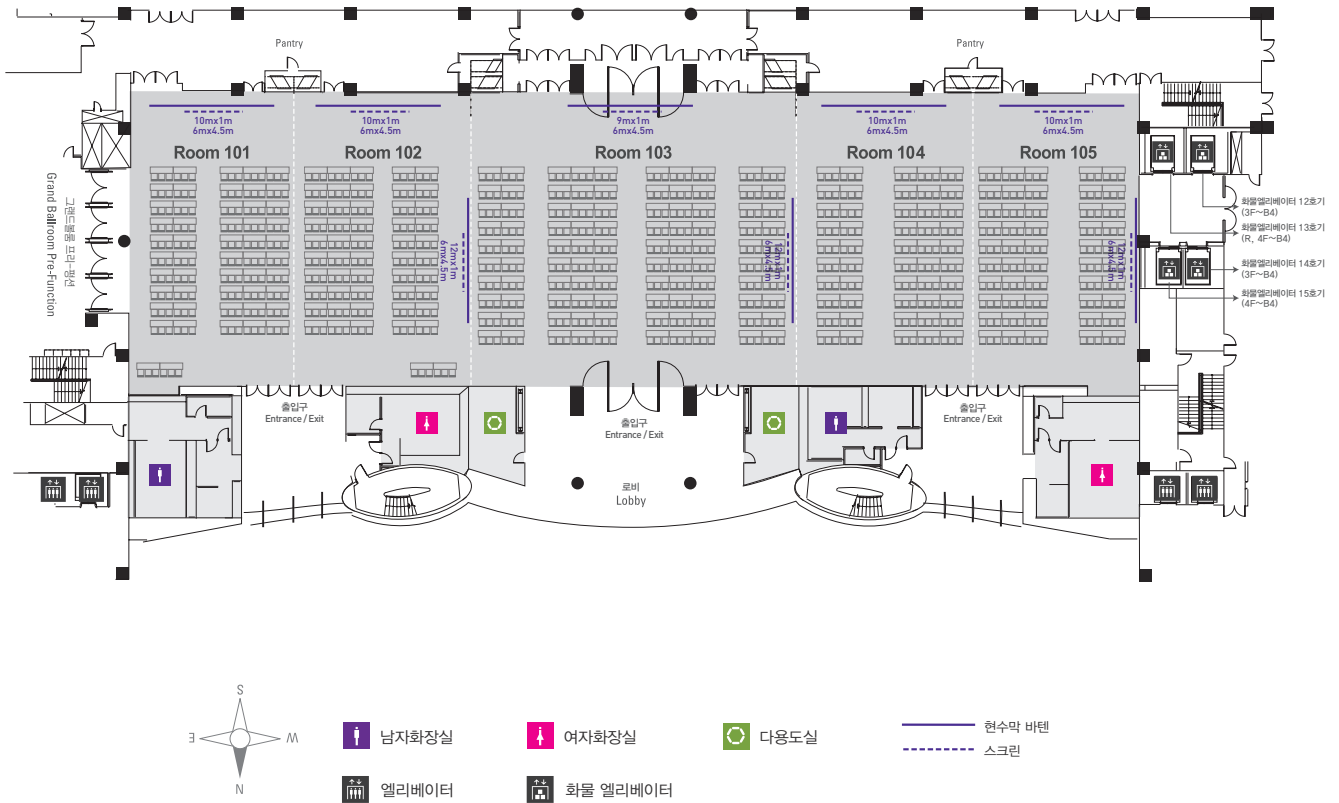 Pantry
Pantry
10mx1m
6mx4.5m
10mx1m
6mx4.5m
9mx1m
6mx4.5m
10mx1m
6mx4.5m
10mx1m
6mx4.5m
Room 101
Room 102
Room 103
Room 104
Room 105
그랜드볼룸 프리-펑션
Grand Ballroom Pre-Function
12mx1m
6mx4.5m
12mx1m
6mx4.5m
12mx1m
6mx4.5m
화물엘리베이터 12호기
(3F~B4)
화물엘리베이터 13호기
(R, 4F~B4)
화물엘리베이터 14호기
(3F~B4)
화물엘리베이터 15호기
(4F~B4)
출입구
Entrance / Exit
출입구
Entrance / Exit
출입구
Entrance / Exit
로비
Lobby
S
E
W
N
남자화장실
여자화장실
다용도실
현수막 바텐
스크린
엘리베이터
화물 엘리베이터